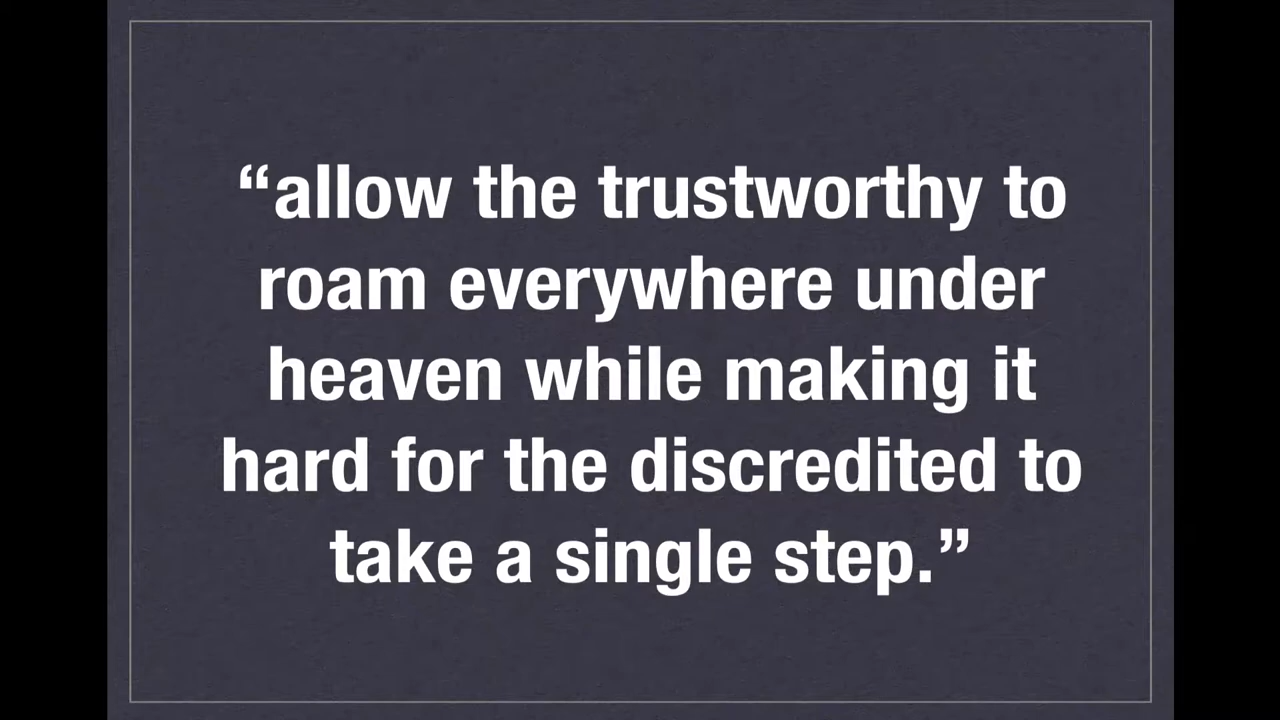 “allow the trustworthy to
roam everywhere under
heaven while making it
hard for the discredited to
take a single step.”